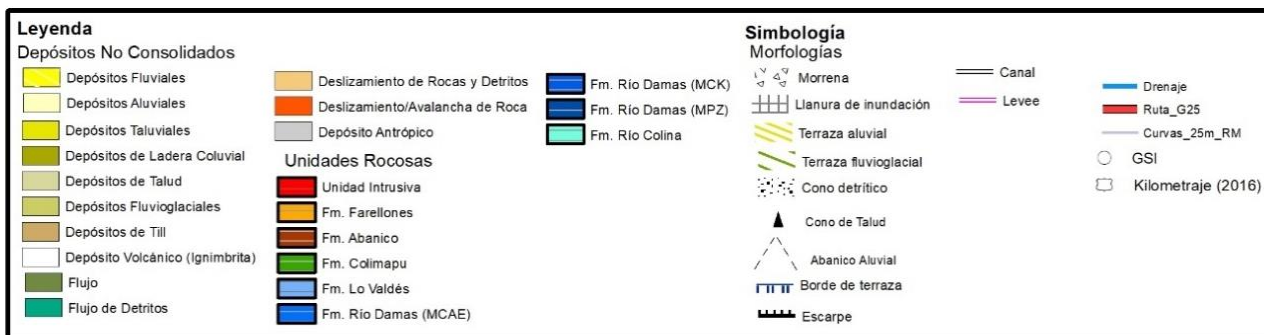 Leyenda
Depósitos No Consolidados
Depósitos Fluviales
Depósitos Aluviales
Depósitos Taluviales
Depósitos de Ladera Coluvial
Depósitos de Talud
Depósitos Fluvioglaciales
Depósitos de Till
Depósito Volcánico (Ignimbrita)
Flujo
Flujo de Detritos
Deslizamiento de Rocas y Detritos
Deslizamiento/Avalancha de Roca
Depósito Antrópico
Unidades Rocosas
Unidad Intrusiva
Fm. Farellones
Fm. Abanico
Fm. Colimapu
Fm. Lo Valdés
Fm. Río Damas (MCAE)
Fm. Río Damas (MCK)
Fm. Río Damas (MPZ)
Fm. Río Colina
Simbología
Morfologías
Morrena
Llanura de inundación
Terraza aluvial
Terraza fluvioglacial
Cono detrítico
Cono de Talud
Abanico Aluvial
Borde de terraza
Escarpe
Canal
Levee
Drenaje
Ruta_G25
Curvas_25m_RM
GSI
Kilometraje (2016)